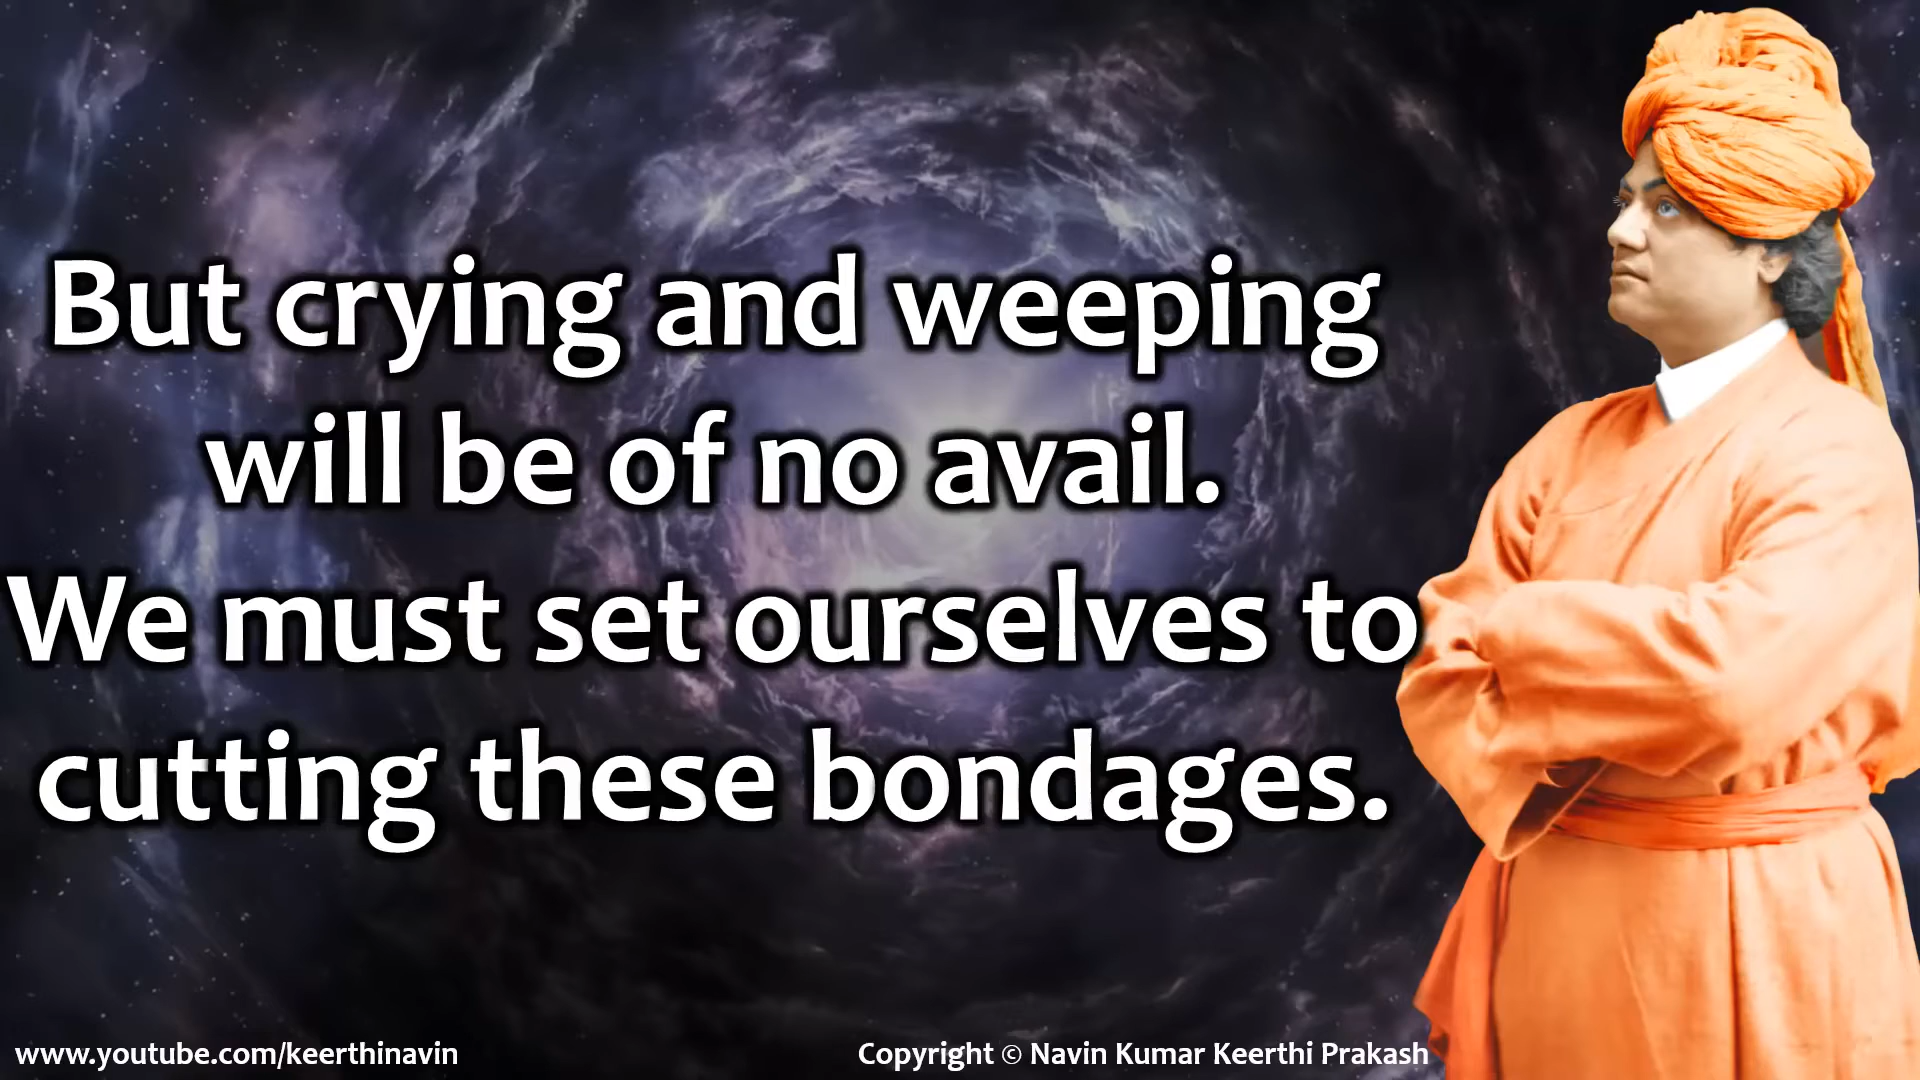 But crying and weeping
will be of no avail.
We must set ourselves to
cutting these bondages.
www.youtube.com/keerthinavin
Copyright © Navin Kumar Keerthi Prakash